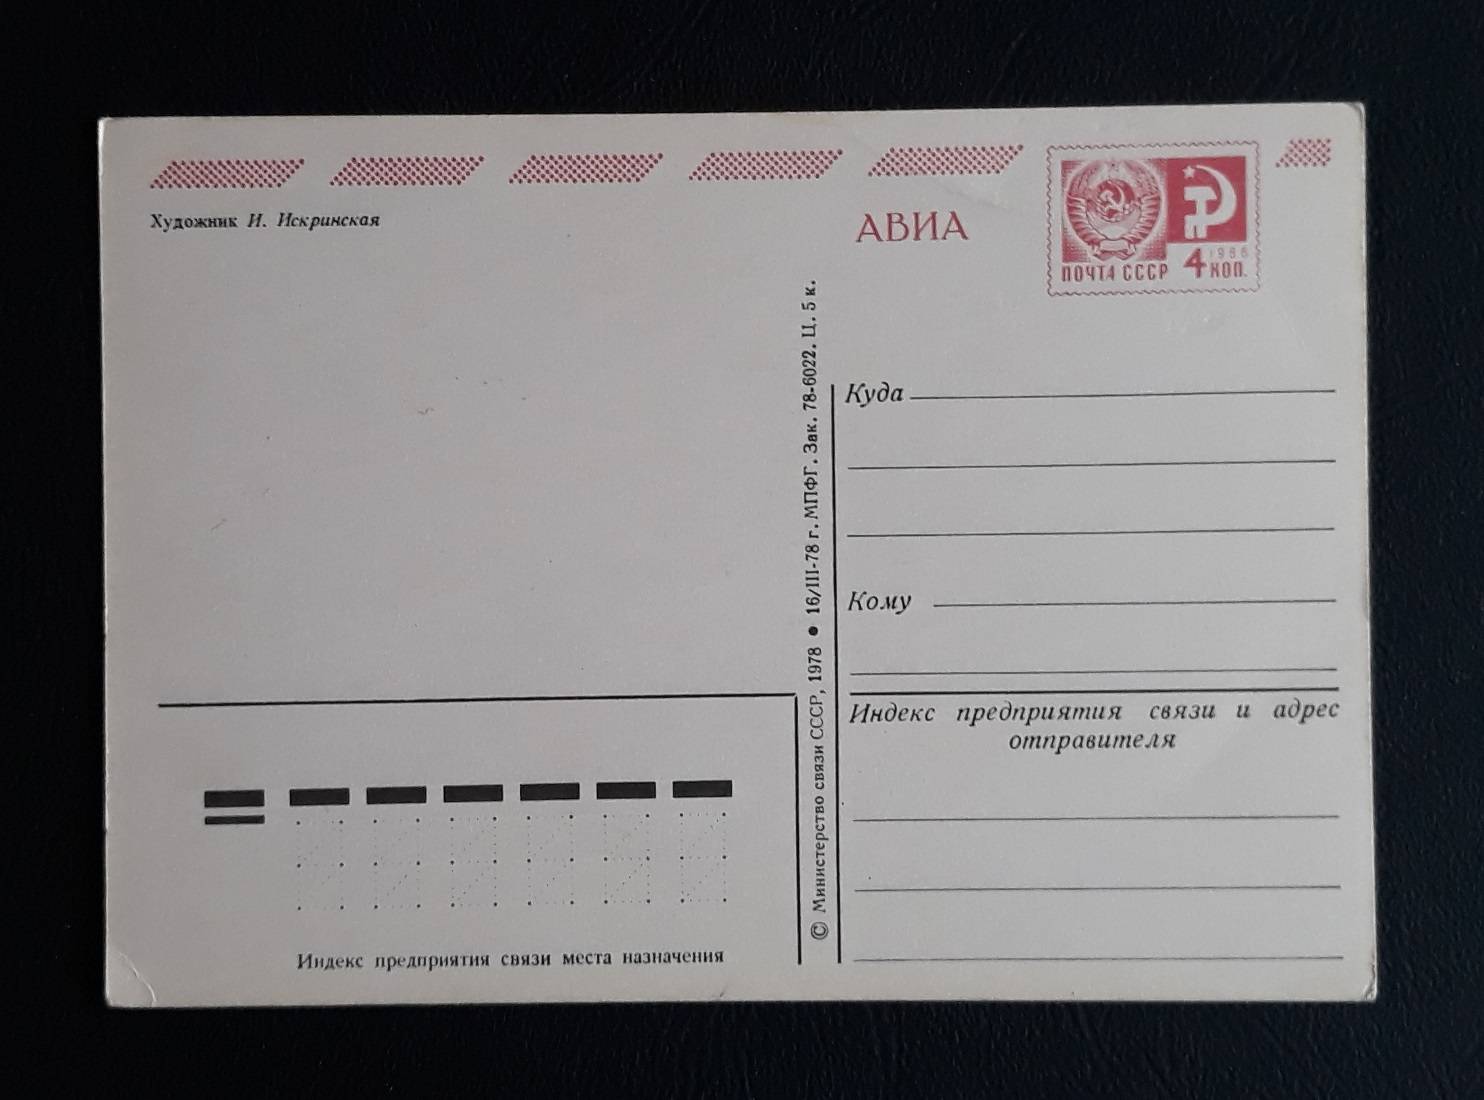 Художник И. Искринская
АВИА
1966
ПОЧТА СССР 4 КОП.
Куда
Кому
Индекс предприятия связи и адрес
отправителя
© Министерство связи СССР, 1978 ● 16/III-78 г. МПФГ. Зак. 78-6022. Ц. 5 к.
Индекс предприятия связи места назначения